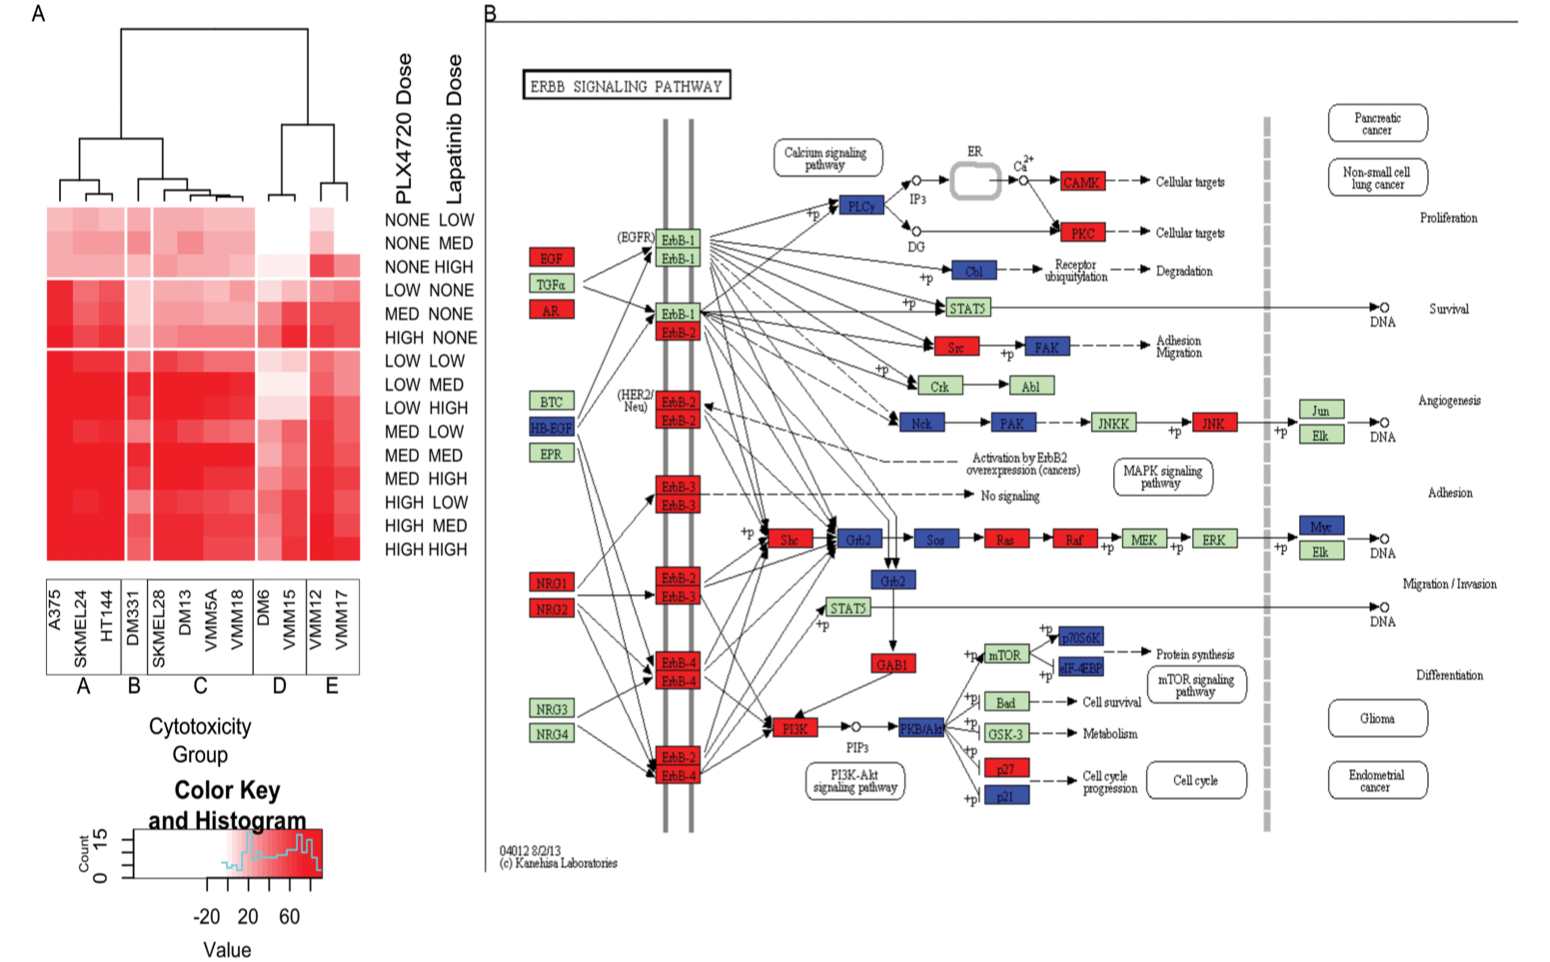 A
PLX4720 Dose
Lapatinib Dose
NONE LOW
NONE MED
NONE HIGH
LOW NONE
MED NONE
HIGH NONE
LOW LOW
LOW MED
LOW HIGH
MED LOW
MED MED
MED HIGH
HIGH LOW
HIGH MED
HIGH HIGH
A375
SKMEL24
HT144
DM331
SKMEL28
DM13
VMM5A
VMM18
DM6
VMM15
VMM12
VMM17
A B C D E
Cytotoxicity
Group
Color Key
and Histogram
Count
0 15
-20 20 60
Value
B
ERBB SIGNALING PATHWAY
Calcium signaling
pathway
ER
Ca2+
CAMK
Cellular targets
IP3
PLCγ
+p
DG
PKC
Cellular targets
(EGFR)
ErbB-1
ErbB-1
EGF
TGFα
AR
Cbl
+p
Receptor
ubiquitylation
Degradation
+p
STAT5
DNA
ErbB-1
ErbB-2
Src
+p
FAK
Adhesion
Migration
+p
Crk
Abl
(HER2/
Neu)
ErbB-2
ErbB-2
BTC
HB-EGF
EPR
Nck
PAK
JNKK
+p
JNK
+p
Jun
Elk
DNA
Activation by ErbB2
overexpression (cancers)
MAPK signaling
pathway
ErbB-3
ErbB-3
No signaling
+p
Shc
Grb2
Sos
Ras
Raf
+p
MEK
+p
ERK
+p
Myc
Elk
DNA
NRG1
NRG2
ErbB-2
ErbB-3
Grb2
STAT5
+p
DNA
ErbB-4
ErbB-4
GAB1
+p
mTOR
+p
p70S6K
+p
eIF-4EBP
Protein synthesis
mTOR signaling
pathway
NRG3
NRG4
PI3K
PIP3
PKB/Akt
+p
Bad
Cell survival
+p
GSK-3
Metabolism
+p
p27
+p
p21
Cell cycle
progression
Cell cycle
ErbB-2
ErbB-4
PI3K-Akt
signaling pathway
Pancreatic
cancer
Non-small cell
lung cancer
Proliferation
Survival
Angiogenesis
Adhesion
Migration / Invasion
Differentiation
Glioma
Endometrial
cancer
04012 8/2/13
(c) Kanehisa Laboratories